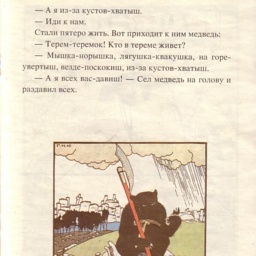 — А я из-за кустов-хватыш.
— Иди к нам.
Стали пятеро жить. Вот приходит к ним медведь:
— Терем-теремок! Кто в тереме живет?
— Мышка-норышка, лягушка-квакушка, на горе-
увертыш, везде-поскокиш, из-за кустов-хватыш.
— А я всех вас-давиш! — Сел медведь на голову и
раздавил всех.